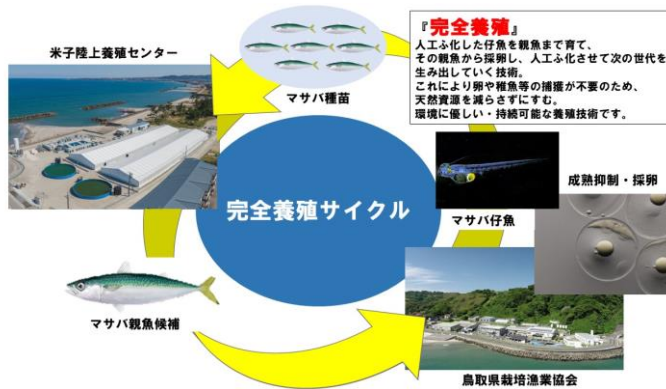 米子陸上養殖センター
マサバ種苗
『完全養殖』
人工ふ化した仔魚を親魚まで育て、
その親魚から採卵し、人工ふ化させて次の世代を
生み出していく技術。
これにより卵や稚魚等の捕獲が不要のため、
天然資源を減らさずにすむ。
環境に優しい・持続可能な養殖技術です。
完全養殖サイクル
マサバ仔魚
成熟抑制・採卵
マサバ親魚候補
鳥取県栽培漁業協会